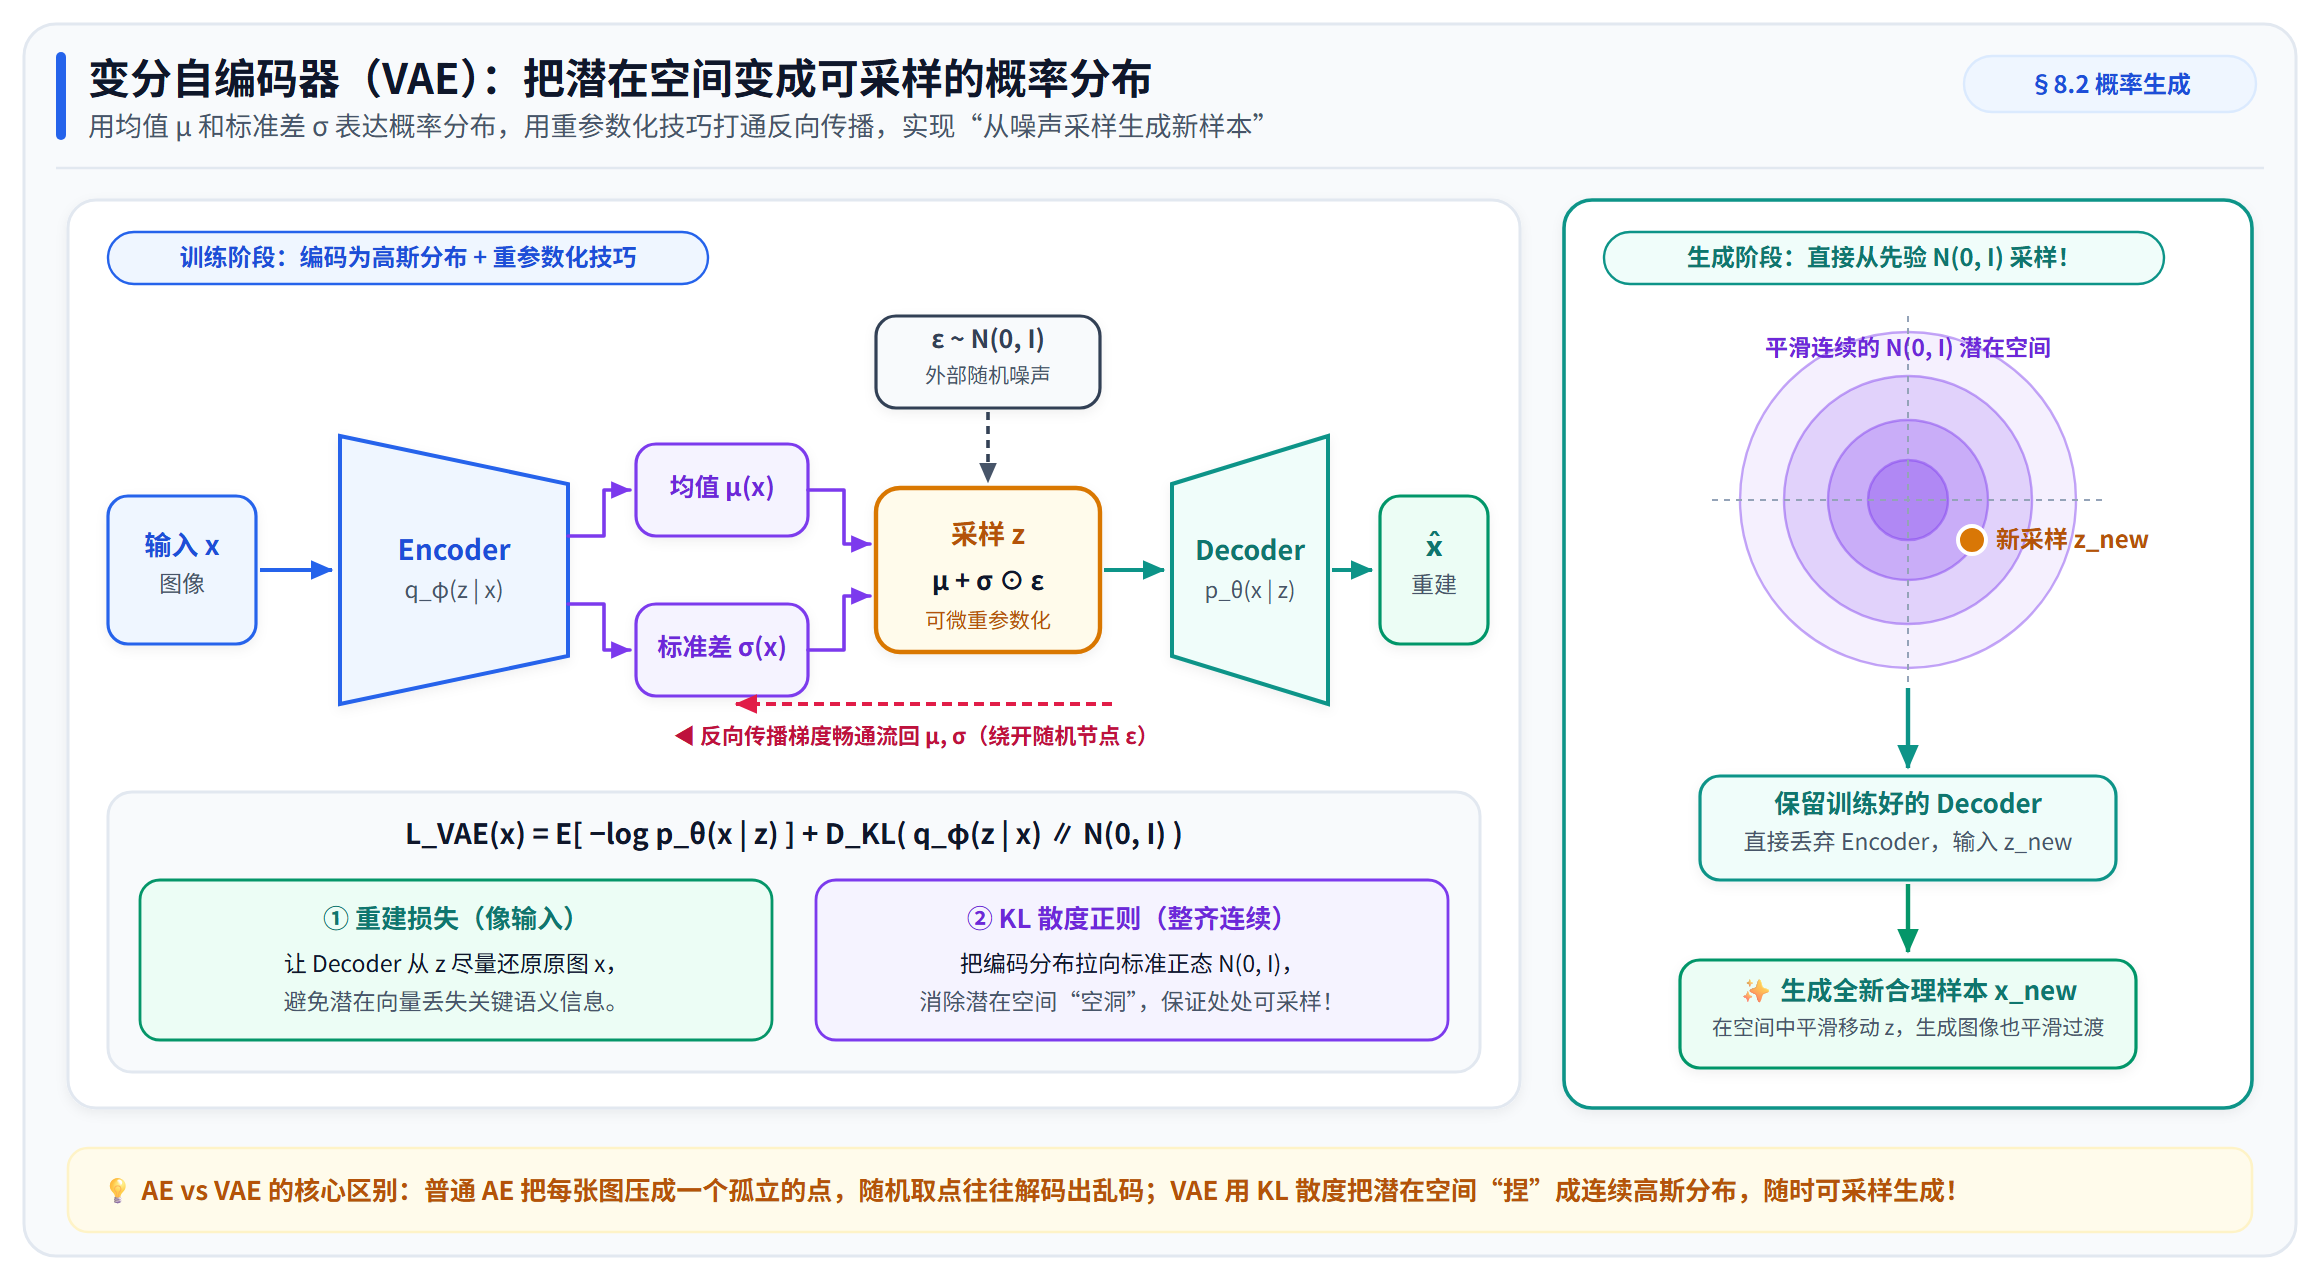 变分自编码器（VAE）：把潜在空间变成可采样的概率分布
用均值 μ 和标准差 σ 表达概率分布，用重参数化技巧打通反向传播，实现“从噪声采样生成新样本”
§ 8.2 概率生成
训练阶段：编码为高斯分布 + 重参数化技巧
ε ~ N(0, I)
外部随机噪声
输入 x
图像
Encoder
q_φ(z | x)
均值 μ(x)
标准差 σ(x)
采样 z
μ + σ ⊙ ε
可微重参数化
Decoder
p_θ(x | z)
x̂
重建
◀ 反向传播梯度畅通流回 μ, σ（绕开随机节点 ε）
L_VAE(x) = E[ −log p_θ(x | z) ] + D_KL( q_φ(z | x) ∥ N(0, I) )
① 重建损失（像输入）
让 Decoder 从 z 尽量还原原图 x，
避免潜在向量丢失关键语义信息。
② KL 散度正则（整齐连续）
把编码分布拉向标准正态 N(0, I)，
消除潜在空间“空洞”，保证处处可采样！
生成阶段：直接从先验 N(0, I) 采样！
平滑连续的 N(0, I) 潜在空间
新采样 z_new
保留训练好的 Decoder
直接丢弃 Encoder，输入 z_new
✨ 生成全新合理样本 x_new
在空间中平滑移动 z，生成图像也平滑过渡
💡 AE vs VAE 的核心区别：普通 AE 把每张图压成一个孤立的点，随机取点往往解码出乱码；VAE 用 KL 散度把潜在空间“捏”成连续高斯分布，随时可采样生成！